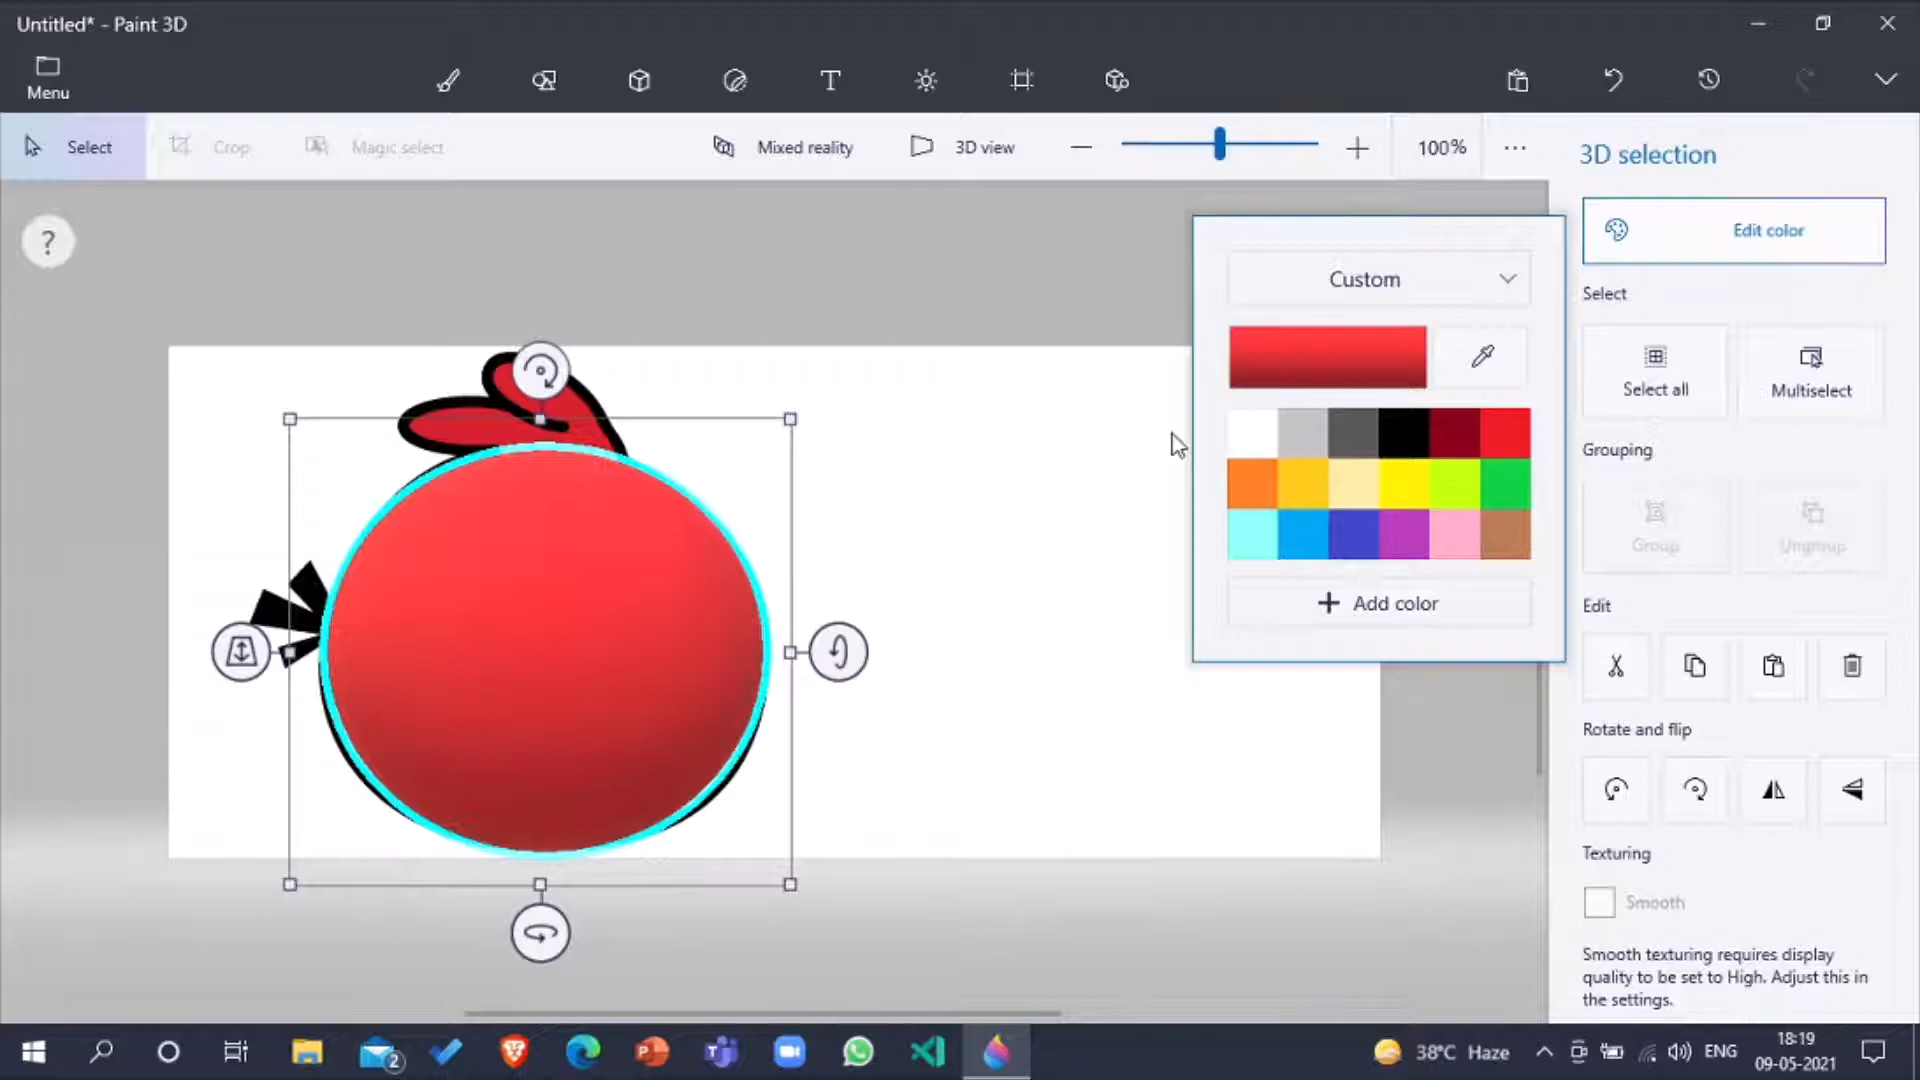 Untitled* - Paint 3D
Menu
Select
Crop
Magic select
Mixed reality
3D view
100%
3D selection
?
Edit color
Custom
Select
Select all
Multiselect
Grouping
Group
Ungroup
Add color
Edit
Rotate and flip
Texturing
Smooth
Smooth texturing requires display
quality to be set to High. Adjust this in
the settings.
2
38°C Haze
ENG
18:19
09-05-2021